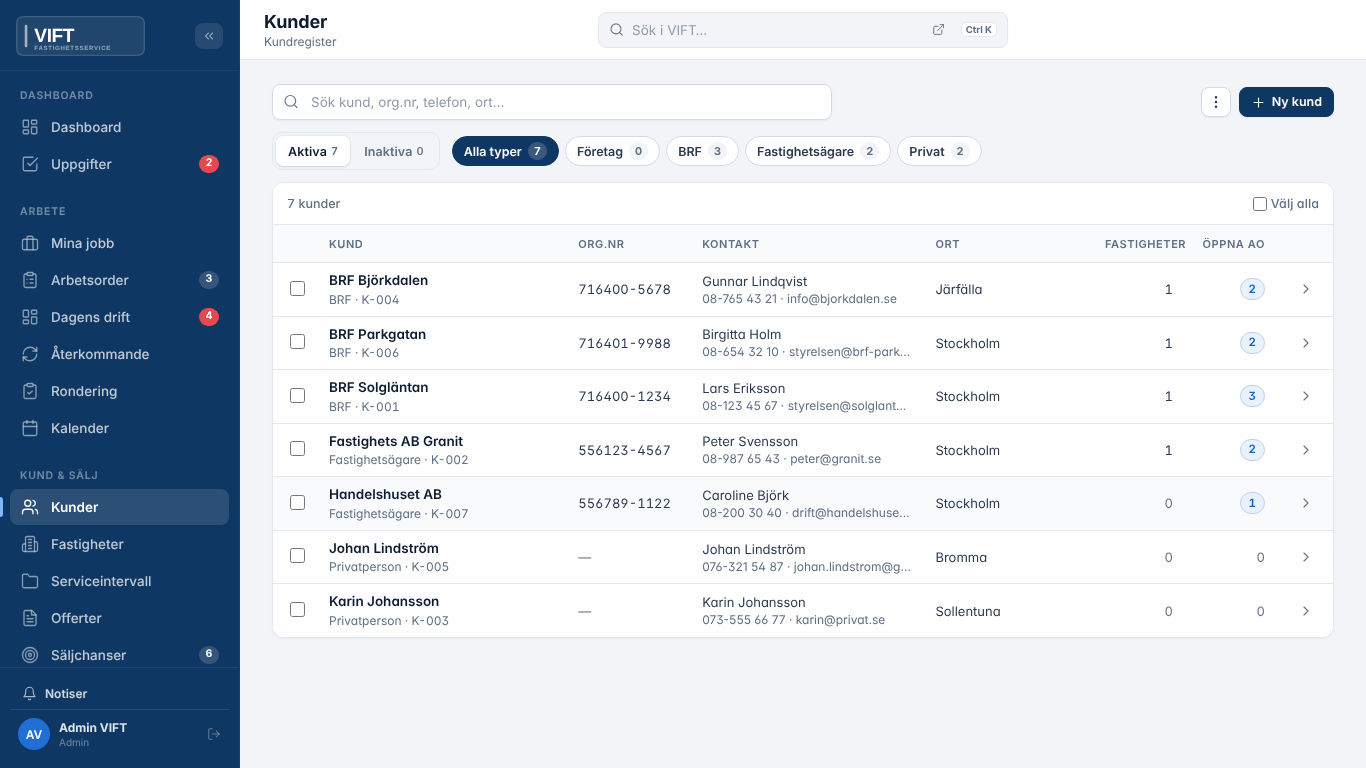 VIFT
FASTIGHETSSERVICE
DASHBOARD
Dashboard
Uppgifter 2
ARBETE
Mina jobb
Arbetsorder 3
Dagens drift 4
Återkommande
Rondering
Kalender
KUND & SÄLJ
Kunder
Fastigheter
Serviceintervall
Offerter
Säljchanser 6
Notiser
AV Admin VIFT
Admin
Kunder
Kundregister
Sök i VIFT... Ctrl K
Sök kund, org.nr, telefon, ort...
Ny kund
Aktiva 7 Inaktiva 0 Alla typer 7 Företag 0 BRF 3 Fastighetsägare 2 Privat 2
7 kunder Välj alla
KUND ORG.NR KONTAKT ORT FASTIGHETER ÖPPNA AO
BRF Björkdalen 716400-5678 Gunnar Lindqvist Järfälla 1 2
BRF · K-004 08-765 43 21 · info@bjorkdalen.se
BRF Parkgatan 716401-9988 Birgitta Holm Stockholm 1 2
BRF · K-006 08-654 32 10 · styrelsen@brf-park...
BRF Solgläntan 716400-1234 Lars Eriksson Stockholm 1 3
BRF · K-001 08-123 45 67 · styrelsen@solglant...
Fastighets AB Granit 556123-4567 Peter Svensson Stockholm 1 2
Fastighetsägare · K-002 08-987 65 43 · peter@granit.se
Handelshuset AB 556789-1122 Caroline Björk Stockholm 0 1
Fastighetsägare · K-007 08-200 30 40 · drift@handelshuse...
Johan Lindström — Johan Lindström Bromma 0 0
Privatperson · K-005 076-321 54 87 · johan.lindstrom@g...
Karin Johansson — Karin Johansson Sollentuna 0 0
Privatperson · K-003 073-555 66 77 · karin@privat.se